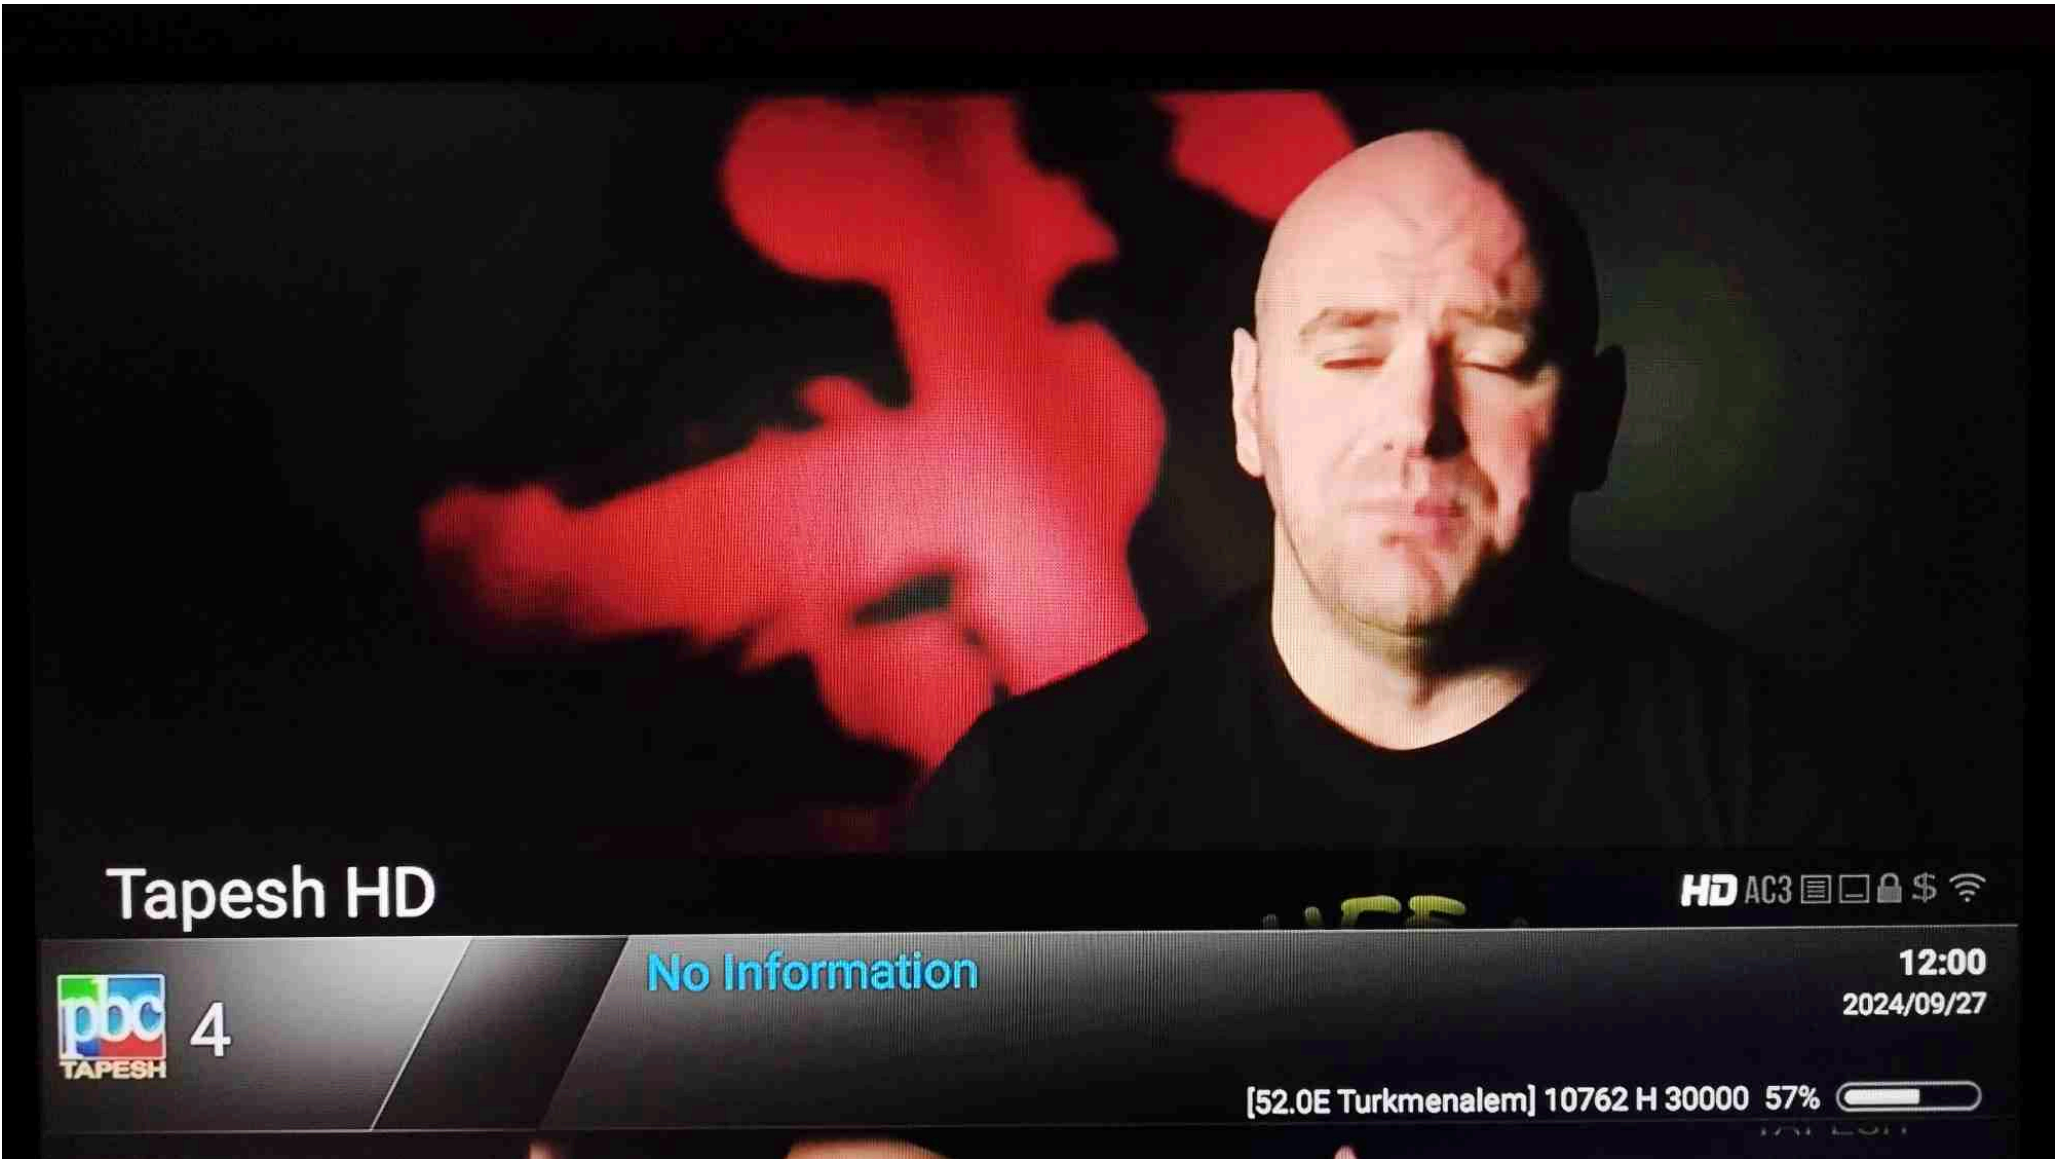 Tapesh HD
HD AC3 $
pbc
TAPESH
4
No Information
12:00
2024/09/27
[52.0E Turkmenalem] 10762 H 30000 57%